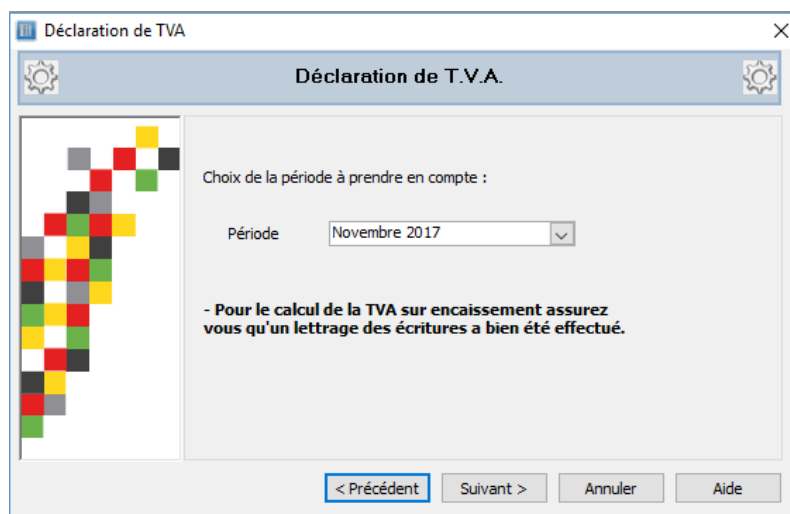 Déclaration de TVA
Déclaration de T.V.A.
Choix de la période à prendre en compte :
Période Novembre 2017
- Pour le calcul de la TVA sur encaissement assurez
vous qu'un lettrage des écritures a bien été effectué.
< Précédent Suivant > Annuler Aide